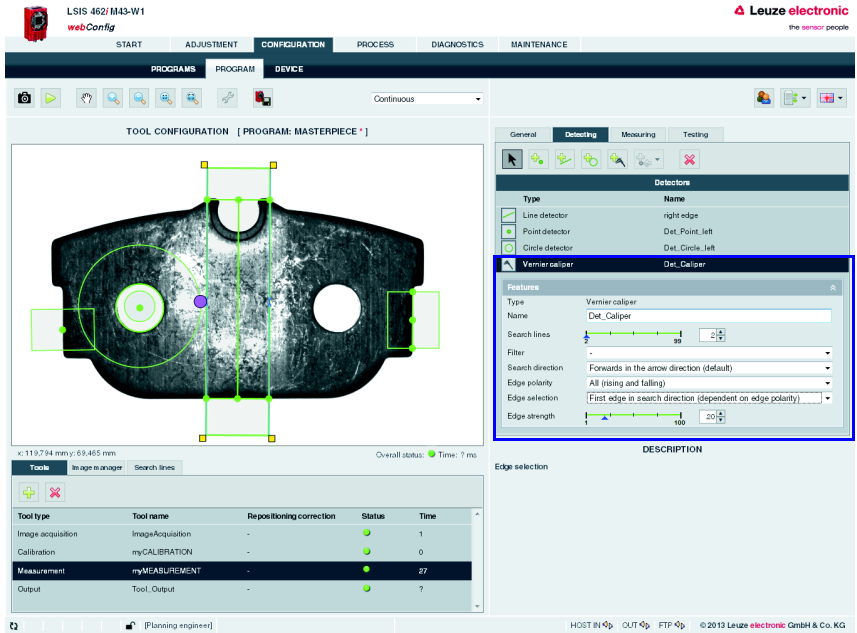 LSIS 462i M43-W1
webConfig
Leuze electronic
the sensor people
START ADJUSTMENT CONFIGURATION PROCESS DIAGNOSTICS MAINTENANCE
PROGRAMS PROGRAM DEVICE
Continuous
TOOL CONFIGURATION [ PROGRAM: MASTERPIECE * ]
General Detecting Measuring Testing
Detectors
Type Name
Line detector right edge
Point detector Det_Point_left
Circle detector Det_Circle_left
Vernier caliper Det_Caliper
Features
Type Vernier caliper
Name Det_Caliper
Search lines 2 99 2
Filter -
Search direction Forwards in the arrow direction (default)
Edge polarity All (rising and falling)
Edge selection First edge in search direction (dependent on edge polarity)
Edge strength 1 100 20
DESCRIPTION
Edge selection
x: 119,794 mm y: 69,465 mm Overall status: Time: ? ms
Tools Image manager Search lines
Tool type Tool name Repositioning correction Status Time
Image acquisition ImageAcquisition - 1
Calibration myCALIBRATION - 0
Measurement myMEASUREMENT - 27
Output Tool_Output - ?
[Planning engineer] HOST IN OUT FTP © 2013 Leuze electronic GmbH & Co. KG